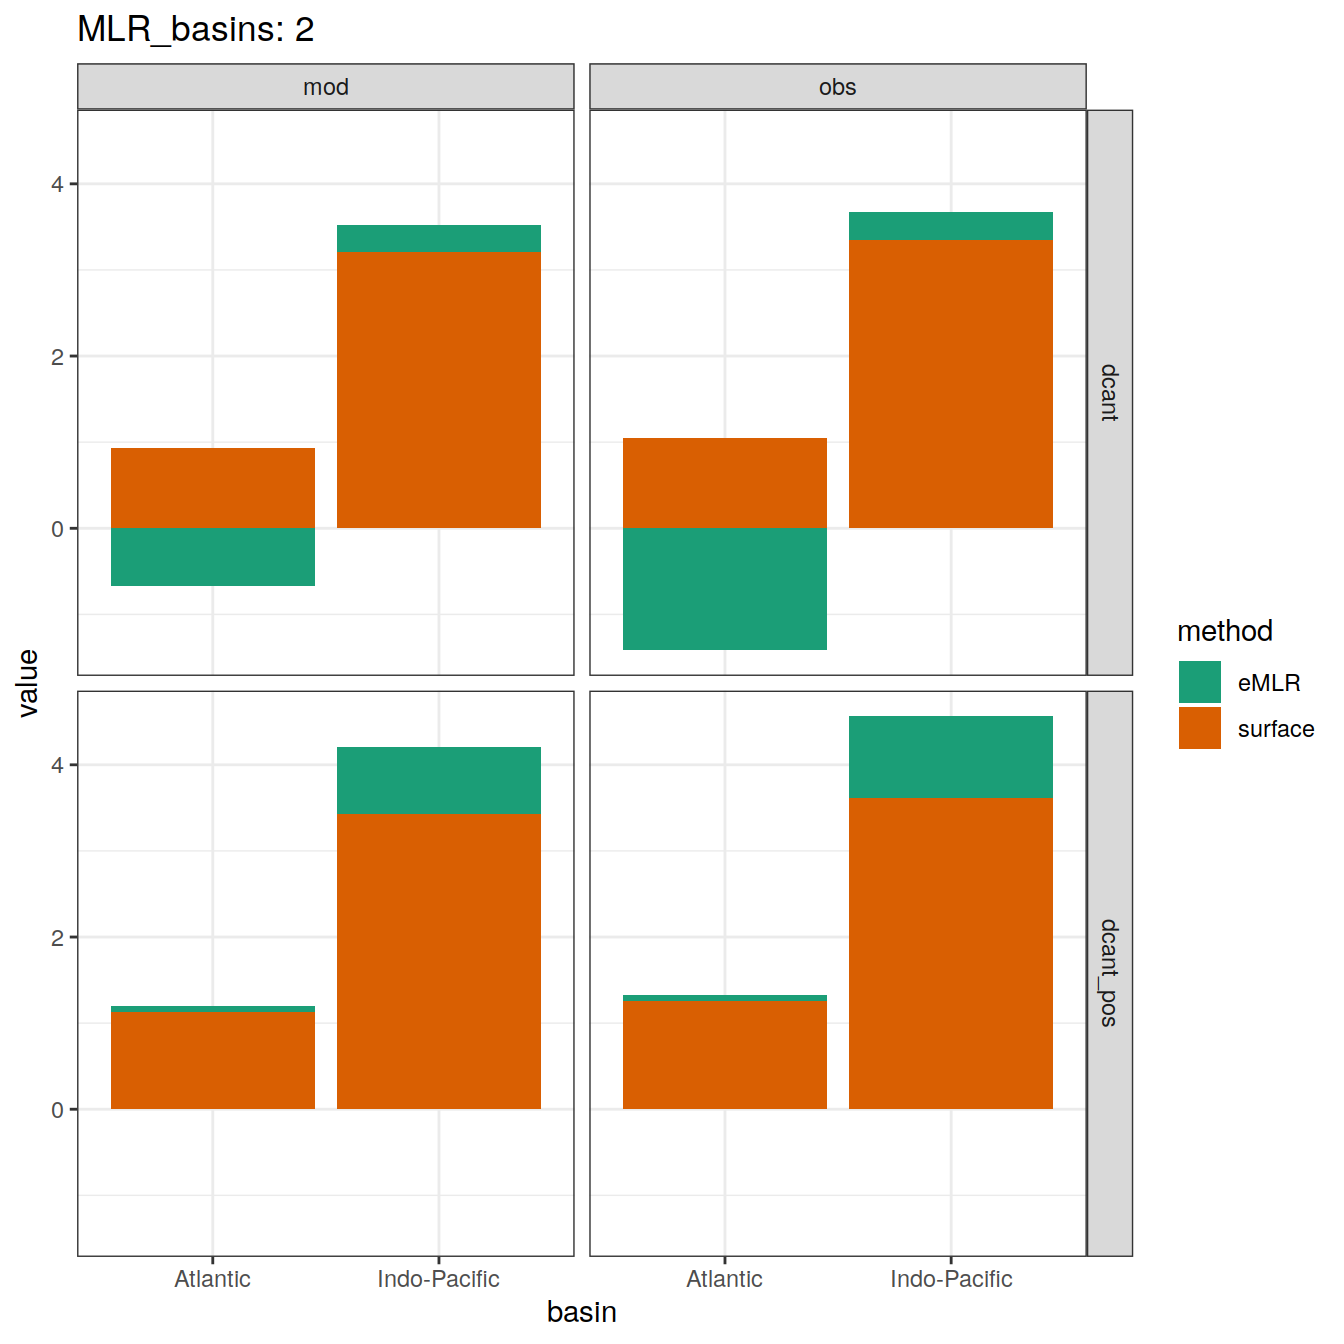 MLR_basins: 2
mod
obs
4
2
0
dcant
4
2
0
dcant_pos
value
Atlantic
Indo-Pacific
Atlantic
Indo-Pacific
basin
method
eMLR
surface